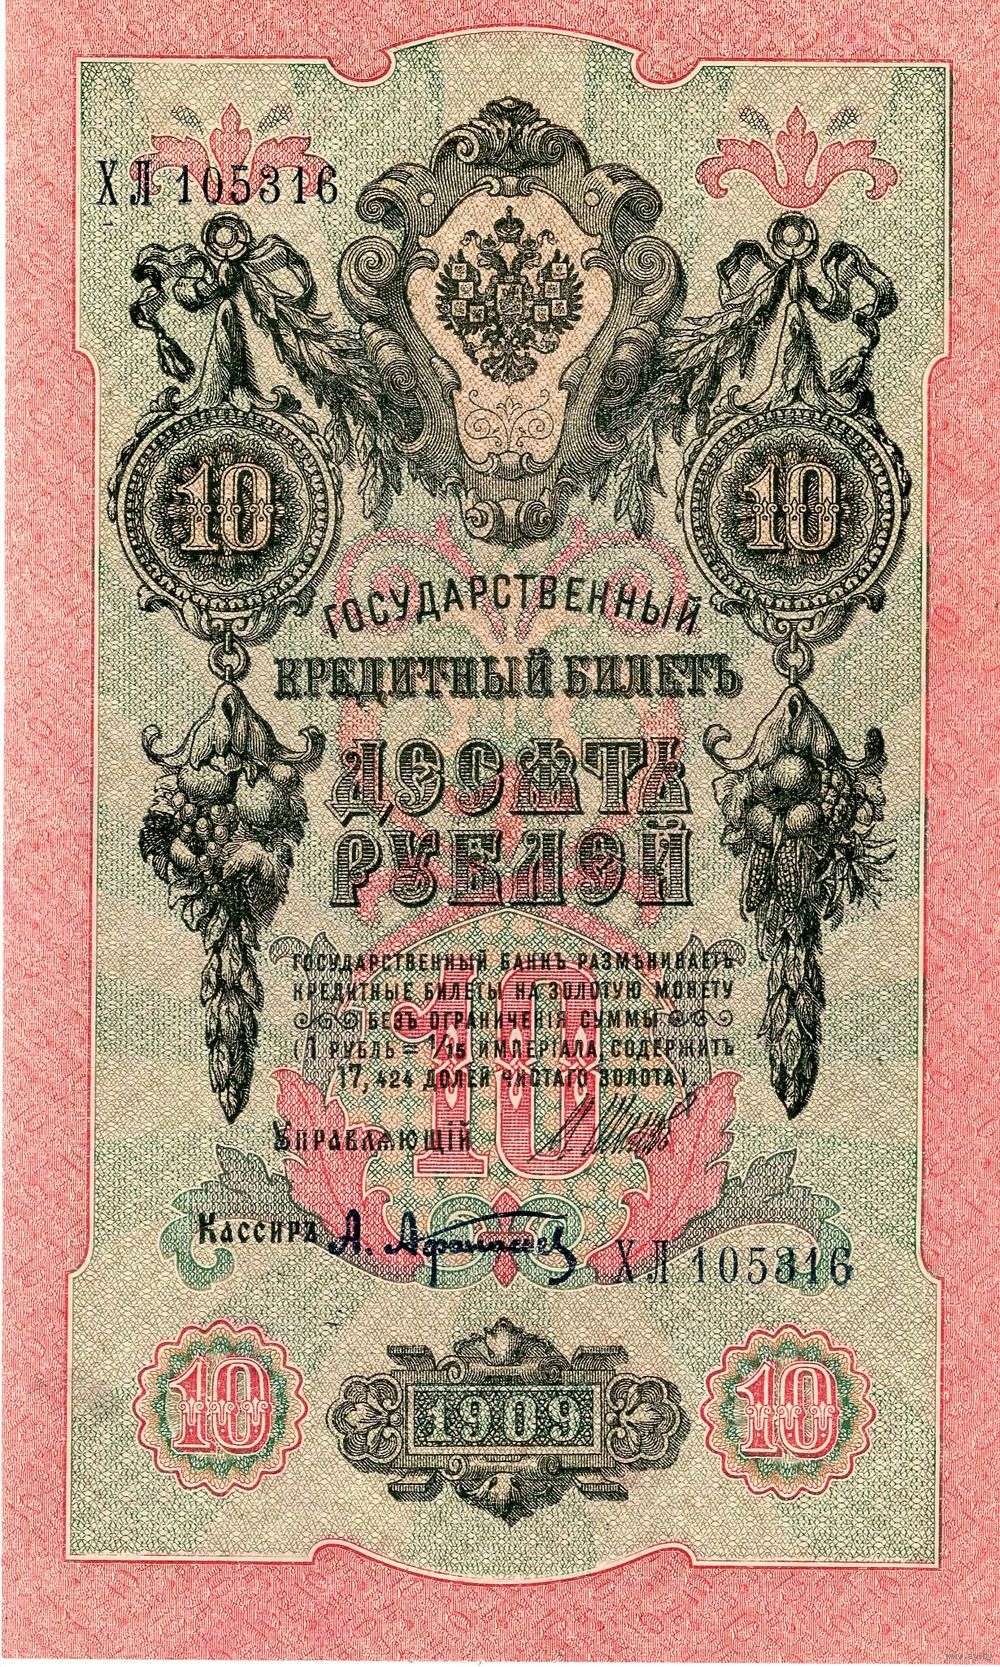 ХЛ 105316
10 10
ГОСУДАРСТВЕННЫЙ
КРЕДИТНЫЙ БИЛЕТЪ
ДЕСЯТЬ
РУБЛЕЙ
ГОСУДАРСТВЕННЫЙ БАНКЪ РАЗМѢНИВАЕТЪ
КРЕДИТНЫЕ БИЛЕТЫ НА ЗОЛОТУЮ МОНЕТУ
БЕЗЪ ОГРАНИЧЕНІЯ СУММЫ
(1 РУБЛЬ = 1/15 ИМПЕРІАЛА, СОДЕРЖИТЪ
17,424 ДОЛЕЙ ЧИСТАГО ЗОЛОТА).
10
Управляющій
Кассиръ А. Афанасьев
ХЛ 105316
10 1909 10